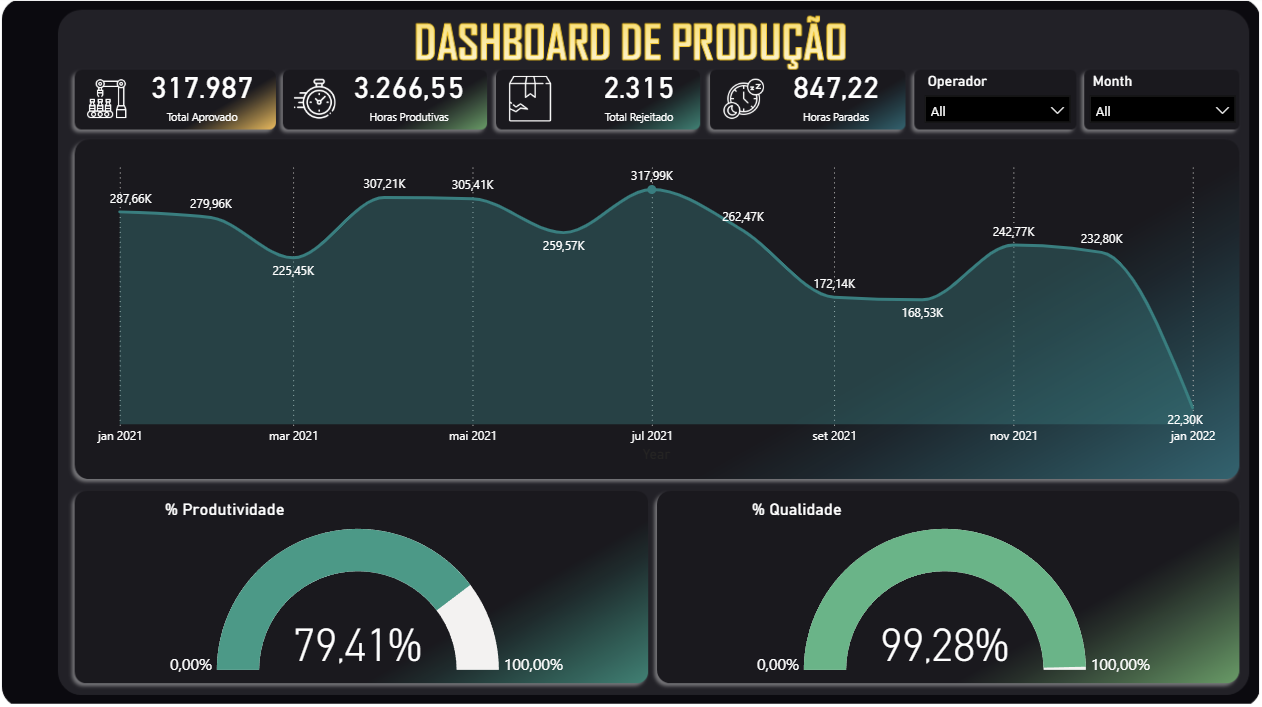 DASHBOARD DE PRODUÇÃO
317.987
Total Aprovado
3.266,55
Horas Produtivas
2.315
Total Rejeitado
847,22
Horas Paradas
Operador
All
Month
All
287,66K
279,96K
225,45K
307,21K
305,41K
259,57K
317,99K
262,47K
172,14K
168,53K
242,77K
232,80K
22,30K
jan 2021
mar 2021
mai 2021
jul 2021
set 2021
nov 2021
jan 2022
Year
% Produtividade
0,00%
79,41%
100,00%
% Qualidade
0,00%
99,28%
100,00%